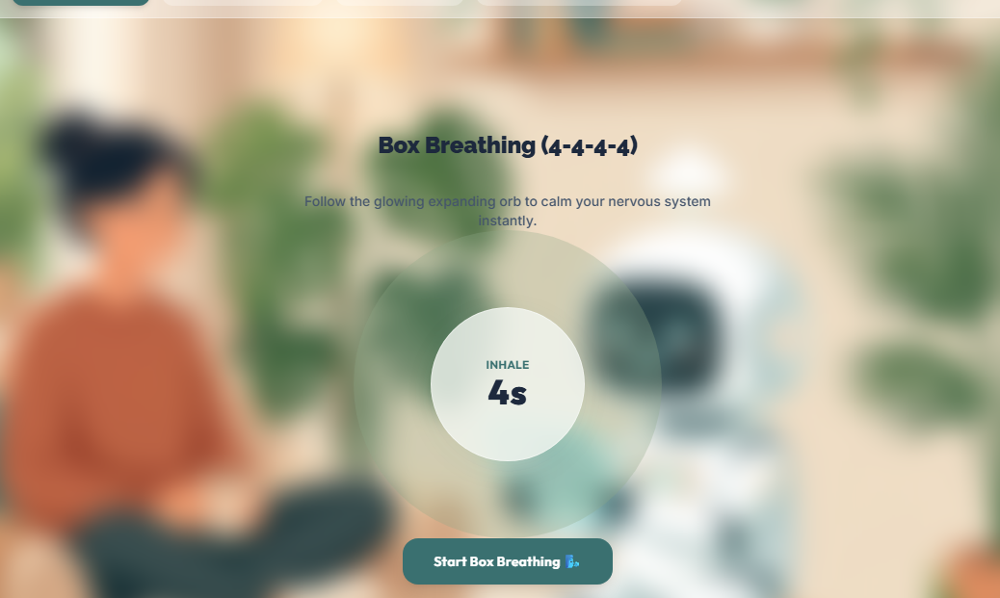 Box Breathing (4-4-4-4)
Follow the glowing expanding orb to calm your nervous system
instantly.
INHALE
4s
Start Box Breathing 🌬️